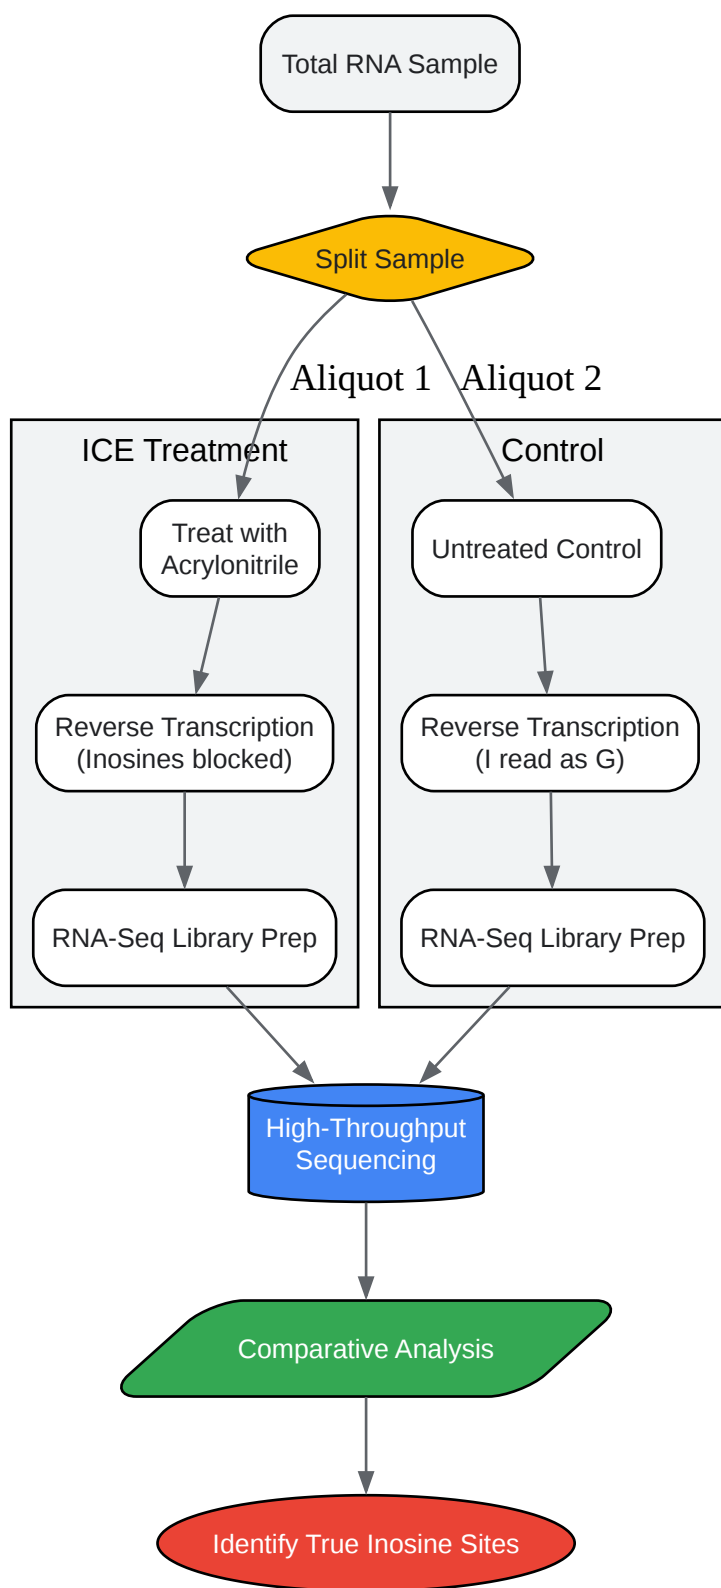 Total RNA Sample
Split Sample
Aliquot 1
Aliquot 2
ICE Treatment
Treat with
Acrylonitrile
Reverse Transcription
(Inosines blocked)
RNA-Seq Library Prep
Control
Untreated Control
Reverse Transcription
(I read as G)
RNA-Seq Library Prep
High-Throughput
Sequencing
Comparative Analysis
Identify True Inosine Sites